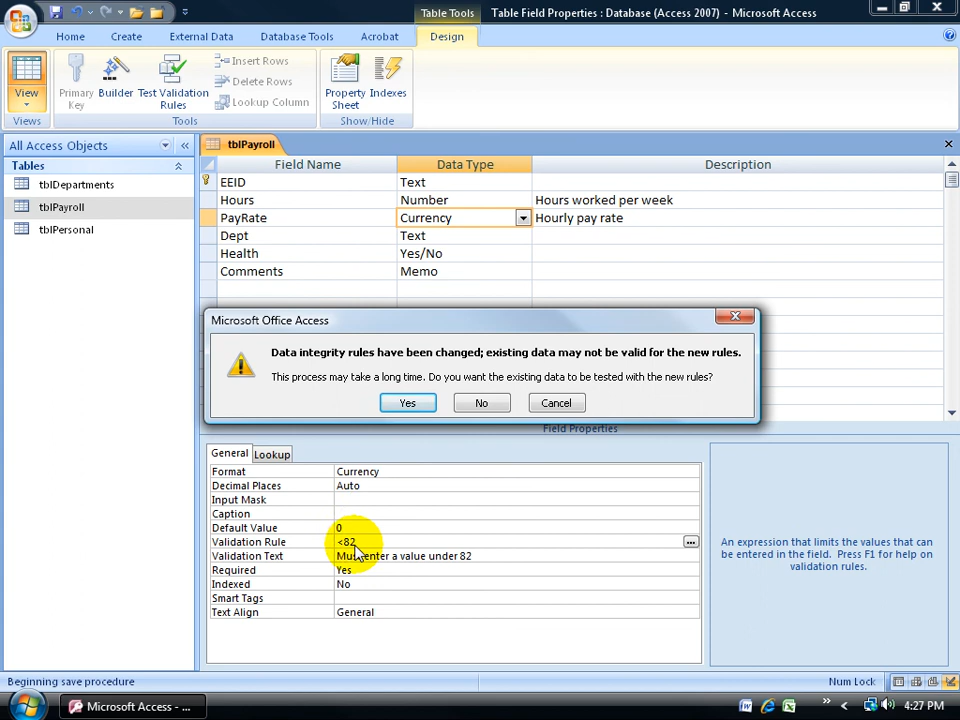 Table Tools
Table Field Properties : Database (Access 2007) - Microsoft Access
Home
Create
External Data
Database Tools
Acrobat
Design
View
Primary Key
Builder
Test Validation Rules
Insert Rows
Delete Rows
Lookup Column
Property Sheet
Indexes
Views
Tools
Show/Hide
All Access Objects
Tables
tblDepartments
tblPayroll
tblPersonal
tblPayroll
Field Name Data Type Description
EEID Text
Hours Number Hours worked per week
PayRate Currency Hourly pay rate
Dept Text
Health Yes/No
Comments Memo
Microsoft Office Access
Data integrity rules have been changed; existing data may not be valid for the new rules.
This process may take a long time. Do you want the existing data to be tested with the new rules?
Yes No Cancel
Field Properties
General Lookup
Format Currency
Decimal Places Auto
Input Mask
Caption
Default Value 0
Validation Rule <82
Validation Text Must enter a value under 82
Required Yes
Indexed No
Smart Tags
Text Align General
An expression that limits the values that can be entered in the field. Press F1 for help on validation rules.
Beginning save procedure
Num Lock
Microsoft Access - ...
4:27 PM